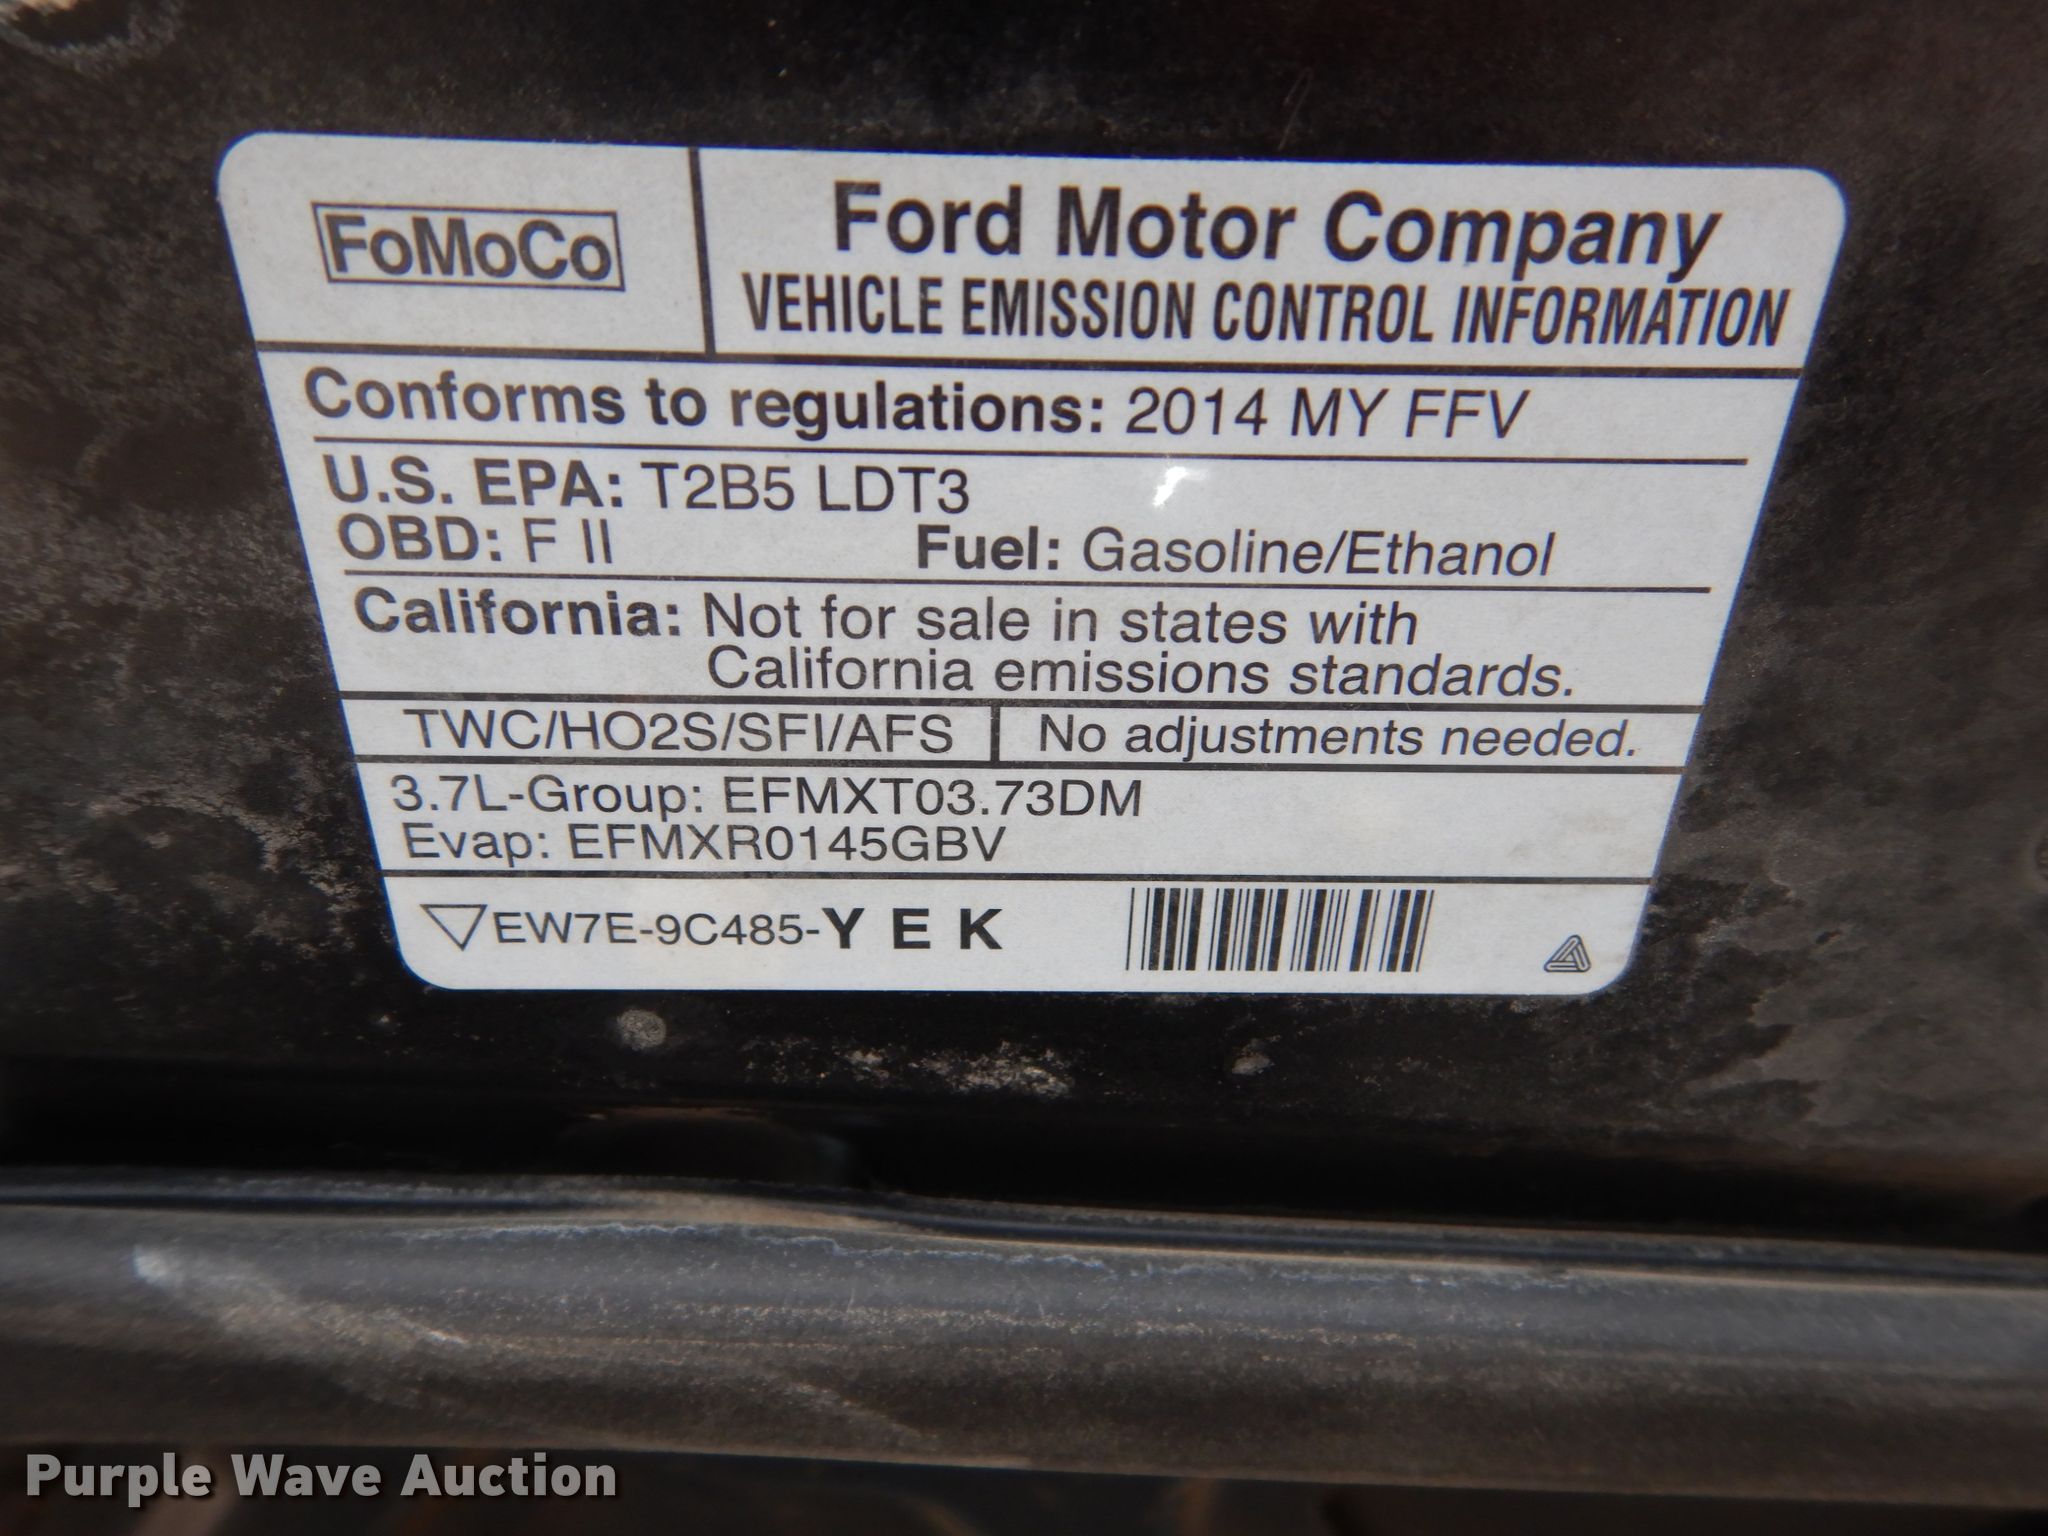 FoMoCo
Ford Motor Company
VEHICLE EMISSION CONTROL INFORMATION
Conforms to regulations: 2014 MY FFV
U.S. EPA: T2B5 LDT3
OBD: F II Fuel: Gasoline/Ethanol
California: Not for sale in states with
California emissions standards.
TWC/HO2S/SFI/AFS No adjustments needed.
3.7L-Group: EFMXT03.73DM
Evap: EFMXR0145GBV
EW7E-9C485-Y E K
Purple Wave Auction